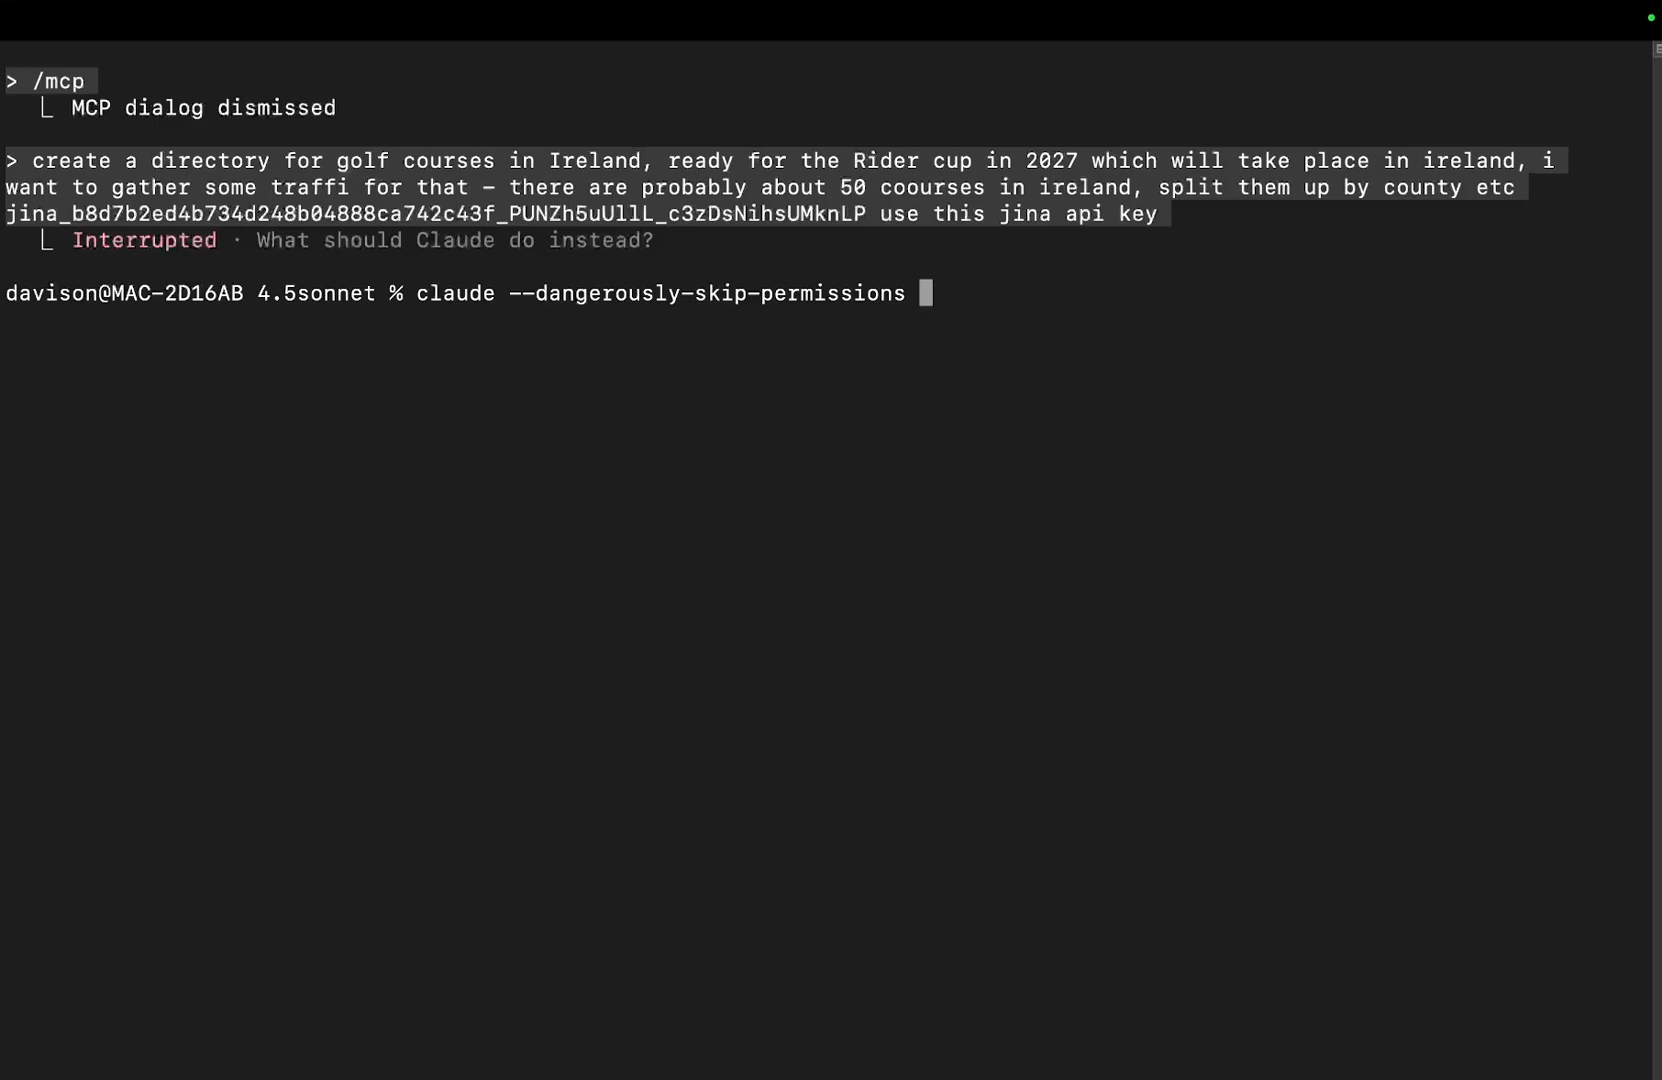 > /mcp
⎿ MCP dialog dismissed
> create a directory for golf courses in Ireland, ready for the Rider cup in 2027 which will take place in ireland, i
want to gather some traffi for that - there are probably about 50 coourses in ireland, split them up by county etc
jina_b8d7b2ed4b734d248b04888ca742c43f_PUNZh5uUllL_c3zDsNihsUMknLP use this jina api key
⎿ Interrupted · What should Claude do instead?
davison@MAC-2D16AB 4.5sonnet % claude --dangerously-skip-permissions